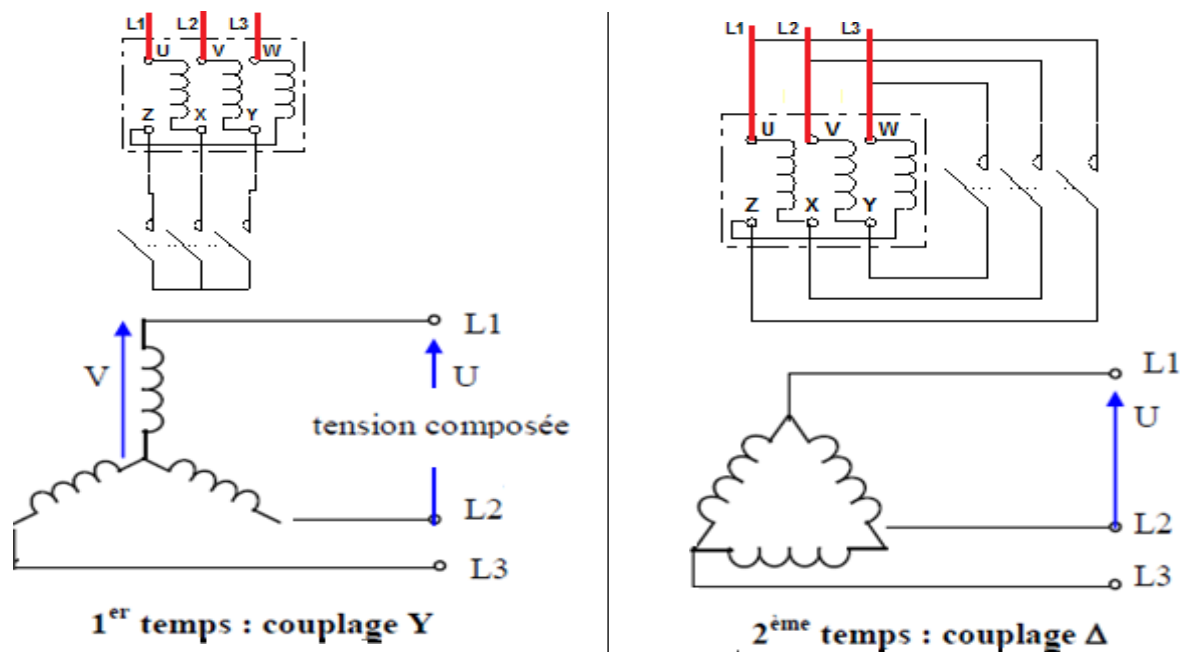 L1 L2 L3
U V W
Z X Y
V
L1
U
tension composée
L2
L3
1er temps : couplage Y
L1 L2 L3
U V W
Z X Y
L1
U
L2
L3
2ème temps : couplage Δ